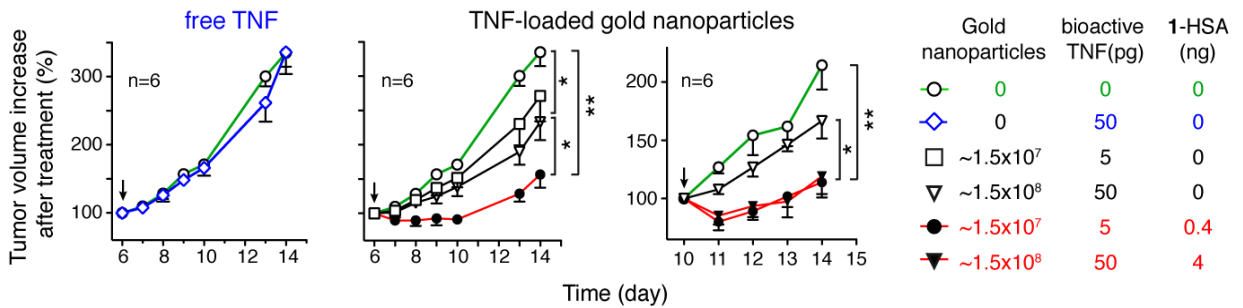 free TNF
TNF-loaded gold nanoparticles
Tumor volume increase
after treatment (%)
n=6
300
200
100
6 8 10 12 14
n=6
*
*
**
6 8 10 12 14
n=6
200
150
100
*
**
10 11 12 13 14 15
Time (day)
Gold nanoparticles bioactive TNF(pg) 1-HSA (ng)
0 0 0
0 50 0
~1.5x10⁷ 5 0
~1.5x10⁸ 50 0
~1.5x10⁷ 5 0.4
~1.5x10⁸ 50 4